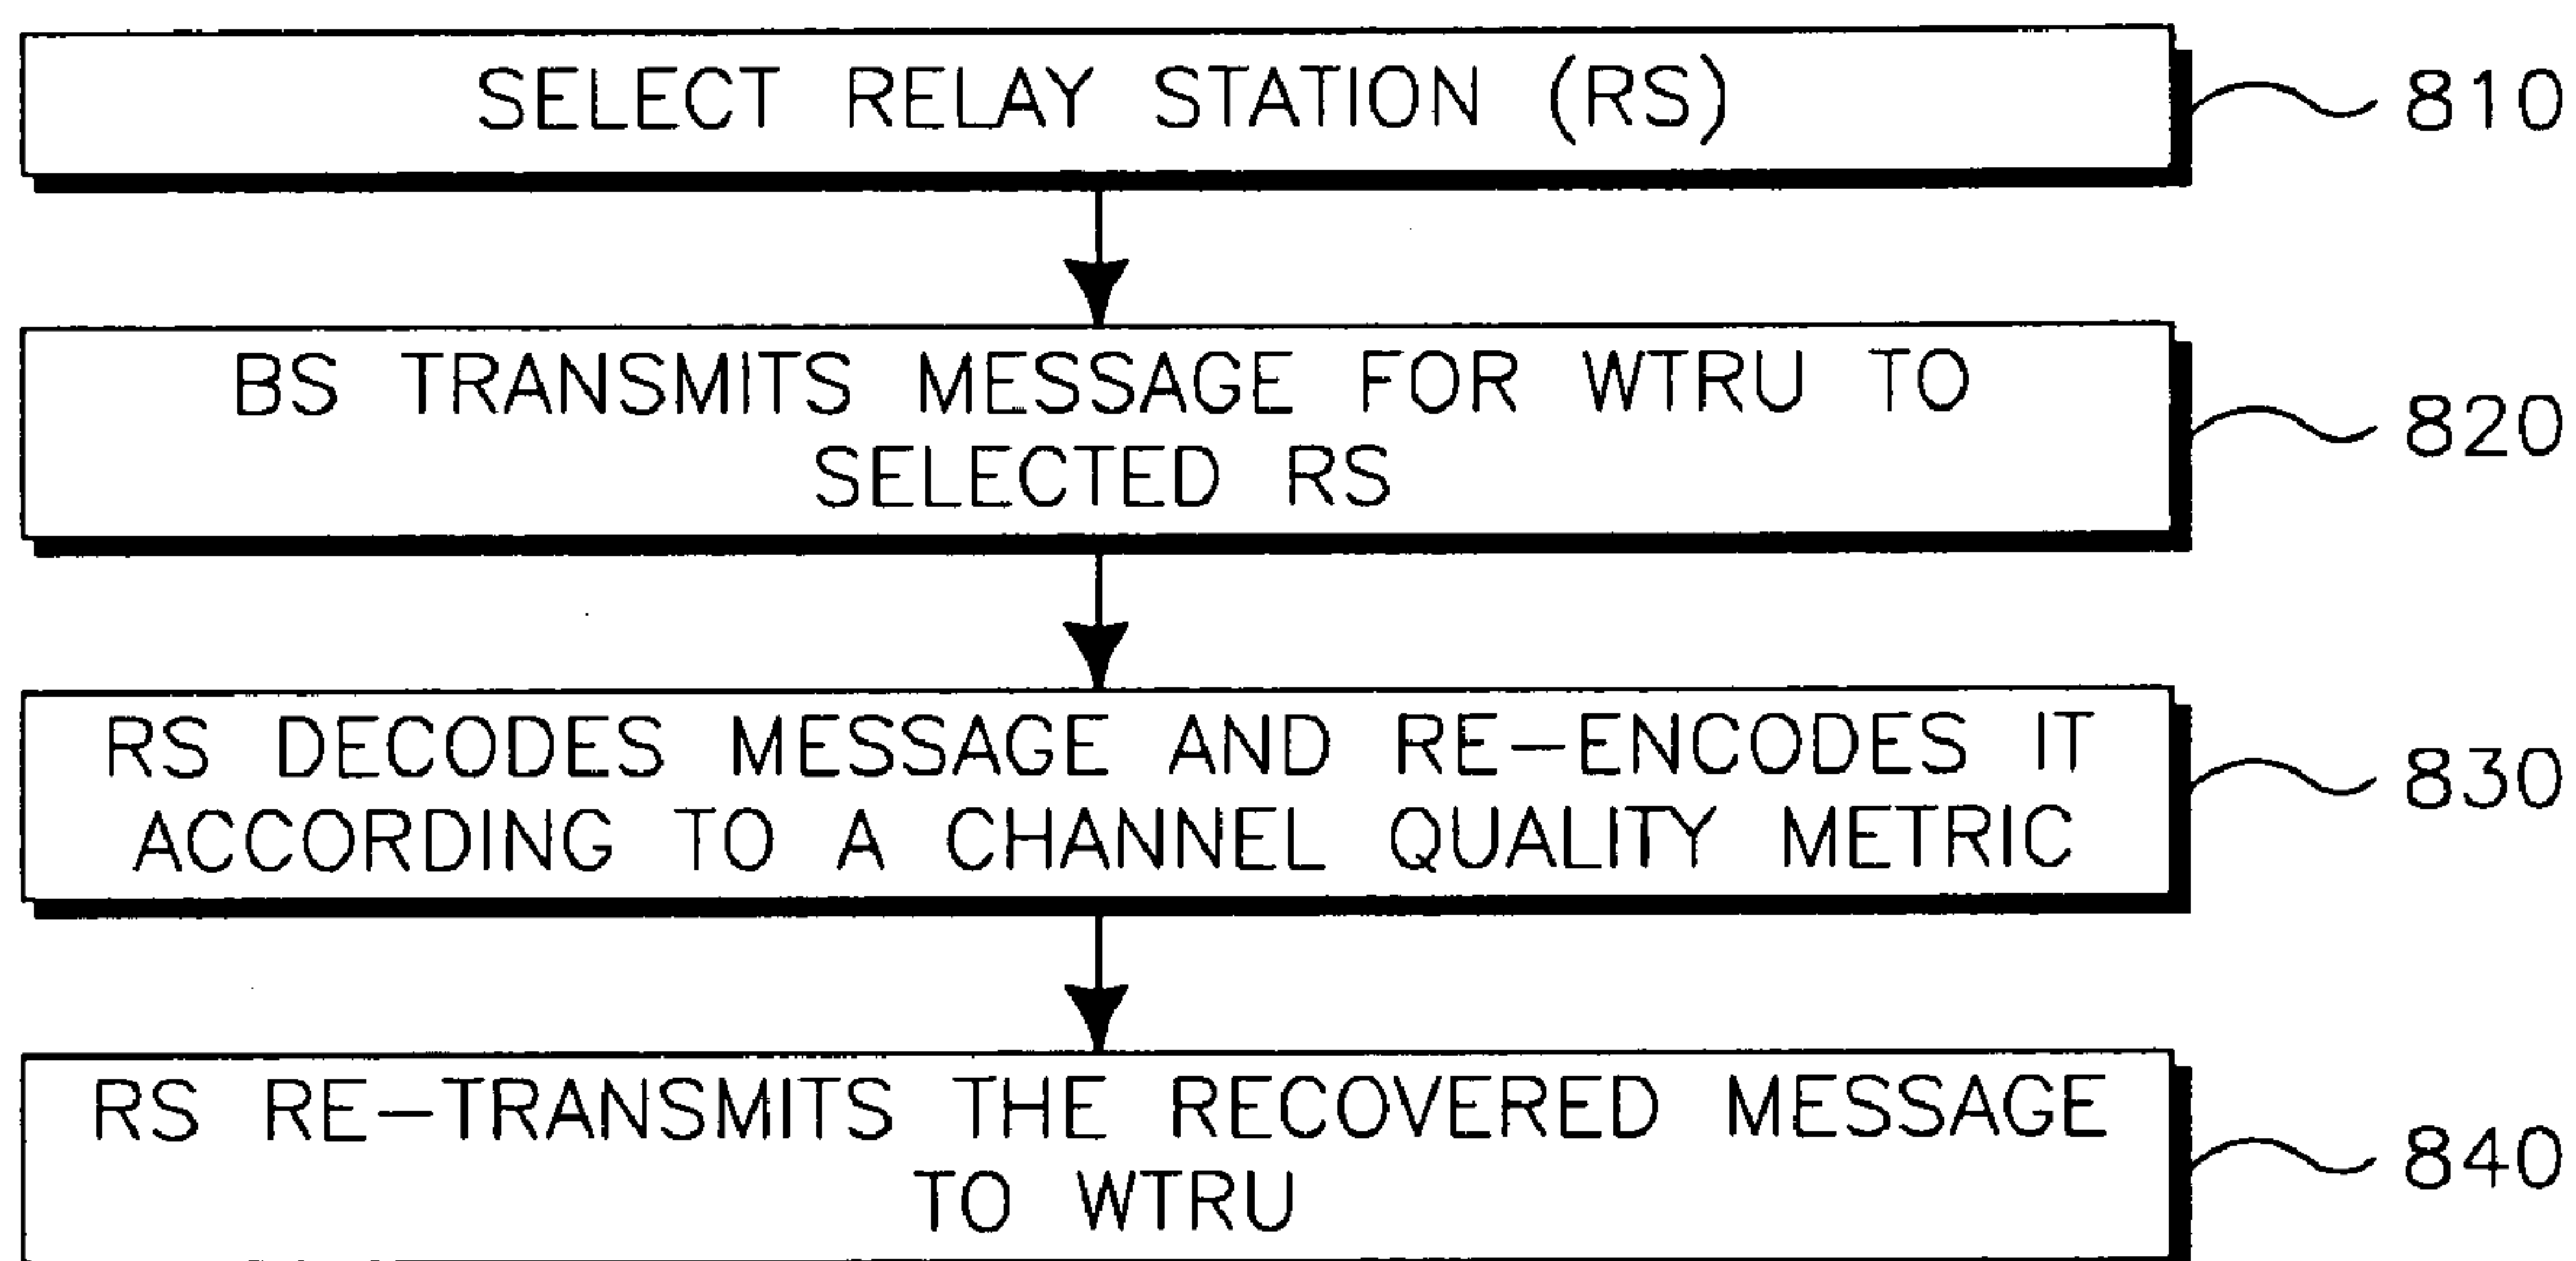 SELECT RELAY STATION (RS)
810
BS TRANSMITS MESSAGE FOR WTRU TO
SELECTED RS
820
RS DECODES MESSAGE AND RE-ENCODES IT
ACCORDING TO A CHANNEL QUALITY METRIC
830
RS RE-TRANSMITS THE RECOVERED MESSAGE
TO WTRU
840